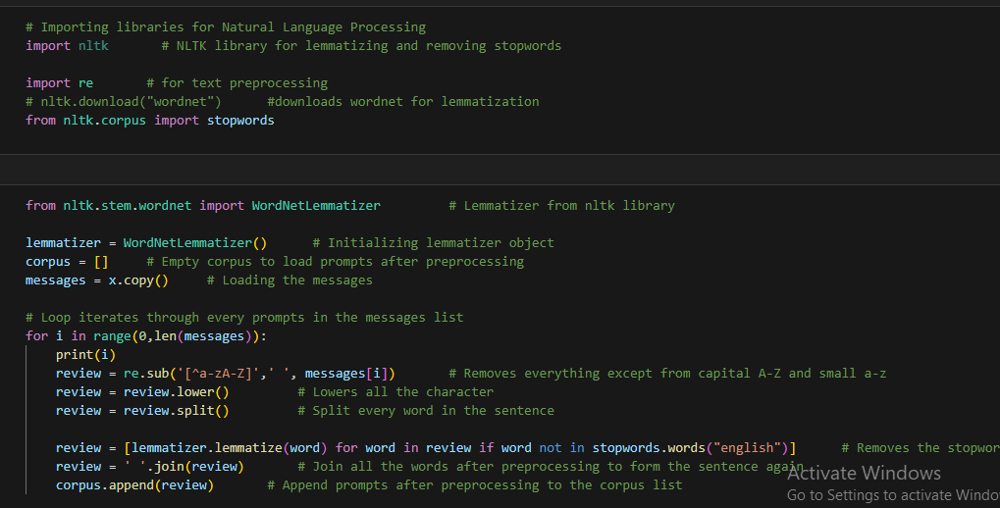 # Importing libraries for Natural Language Processing
import nltk       # NLTK library for lemmatizing and removing stopwords
import re       # for text preprocessing
# nltk.download("wordnet")      #downloads wordnet for lemmatization
from nltk.corpus import stopwords
from nltk.stem.wordnet import WordNetLemmatizer         # Lemmatizer from nltk library
lemmatizer = WordNetLemmatizer()      # Initializing lemmatizer object
corpus = []     # Empty corpus to load prompts after preprocessing
messages = x.copy()     # Loading the messages
# Loop iterates through every prompts in the messages list
for i in range(0,len(messages)):
    print(i)
    review = re.sub('[^a-zA-Z]',' ', messages[i])       # Removes everything except from capital A-Z and small a-z
    review = review.lower()         # Lowers all the character
    review = review.split()         # Split every word in the sentence
    review = [lemmatizer.lemmatize(word) for word in review if word not in stopwords.words("english")]      # Removes the stopwor
    review = ' '.join(review)       # Join all the words after preprocessing to form the sentence again
    corpus.append(review)       # Append prompts after preprocessing to the corpus list
Activate Windows
Go to Settings to activate Windo